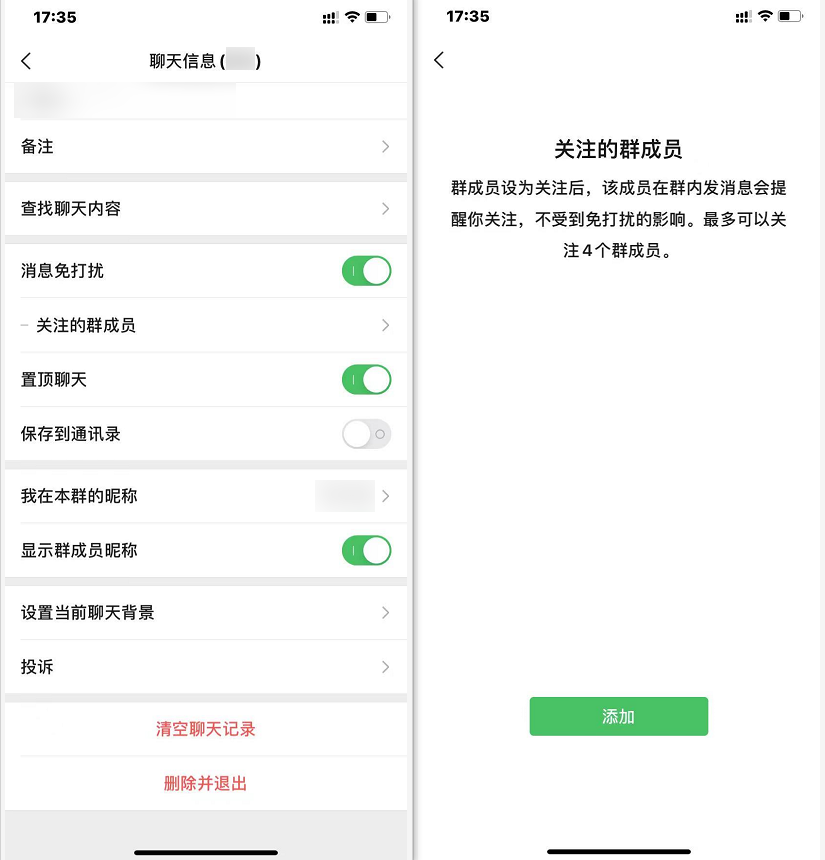 17:35
聊天信息( )
备注
查找聊天内容
消息免打扰
关注的群成员
置顶聊天
保存到通讯录
我在本群的昵称
显示群成员昵称
设置当前聊天背景
投诉
清空聊天记录
删除并退出
17:35
关注的群成员
群成员设为关注后，该成员在群内发消息会提
醒你关注，不受到免打扰的影响。最多可以关
注4个群成员。
添加